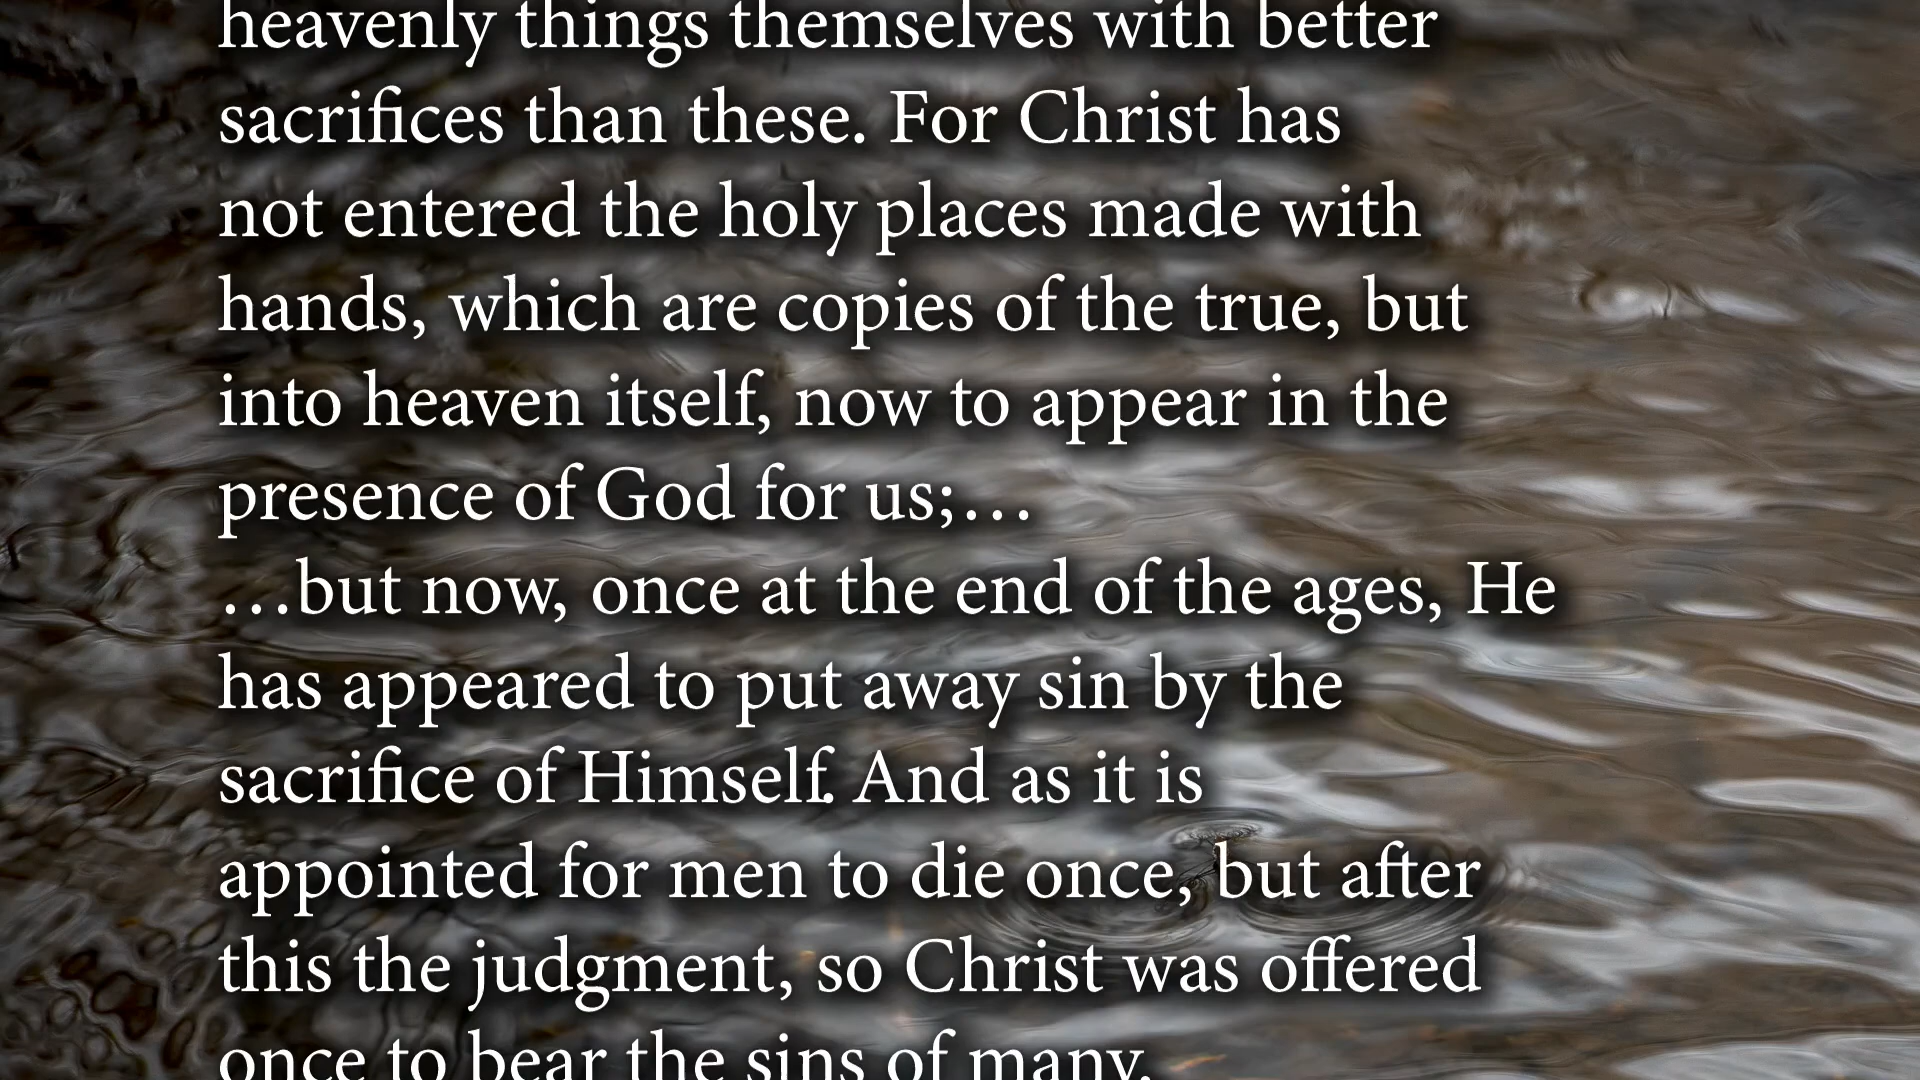 heavenly things themselves with better
sacrifices than these. For Christ has
not entered the holy places made with
hands, which are copies of the true, but
into heaven itself, now to appear in the
presence of God for us;…
…but now, once at the end of the ages, He
has appeared to put away sin by the
sacrifice of Himself. And as it is
appointed for men to die once, but after
this the judgment, so Christ was offered
once to bear the sins of many.